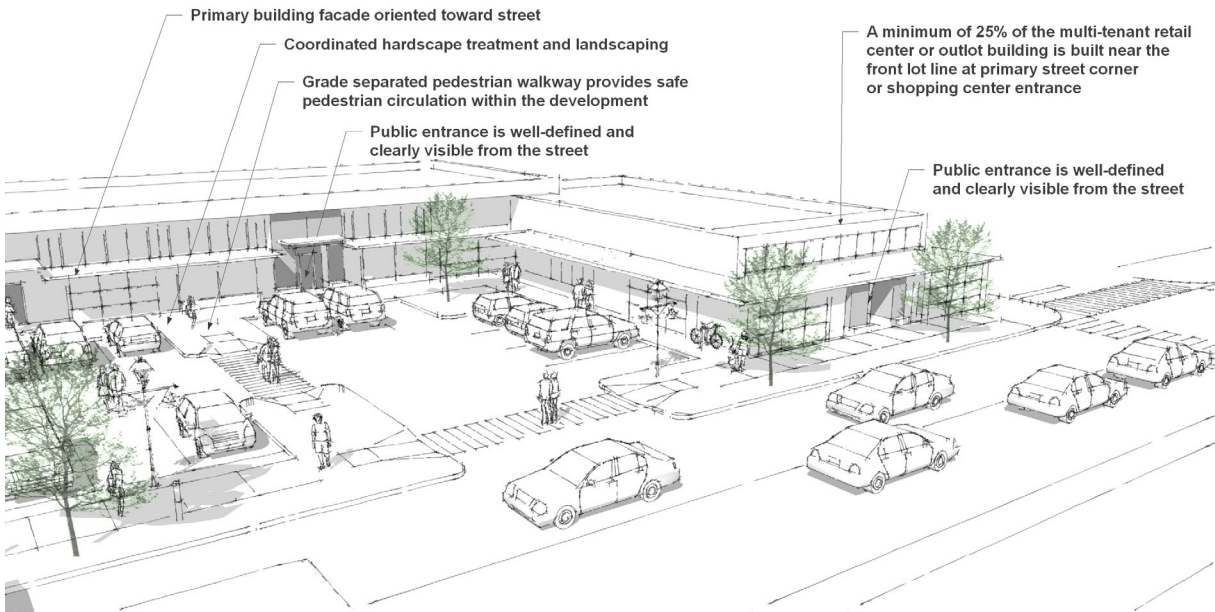 Primary building facade oriented toward street
Coordinated hardscape treatment and landscaping
Grade separated pedestrian walkway provides safe
pedestrian circulation within the development
Public entrance is well-defined and
clearly visible from the street
A minimum of 25% of the multi-tenant retail
center or outlot building is built near the
front lot line at primary street corner
or shopping center entrance
Public entrance is well-defined
and clearly visible from the street